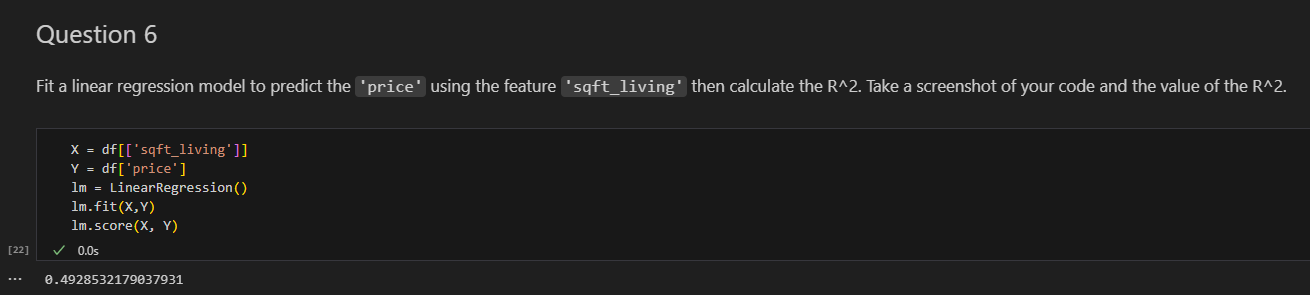 Question 6
Fit a linear regression model to predict the 'price' using the feature 'sqft_living' then calculate the R^2. Take a screenshot of your code and the value of the R^2.
X = df[['sqft_living']]
Y = df['price']
lm = LinearRegression()
lm.fit(X,Y)
lm.score(X, Y)
[22] ✓ 0.0s
... 0.4928532179037931